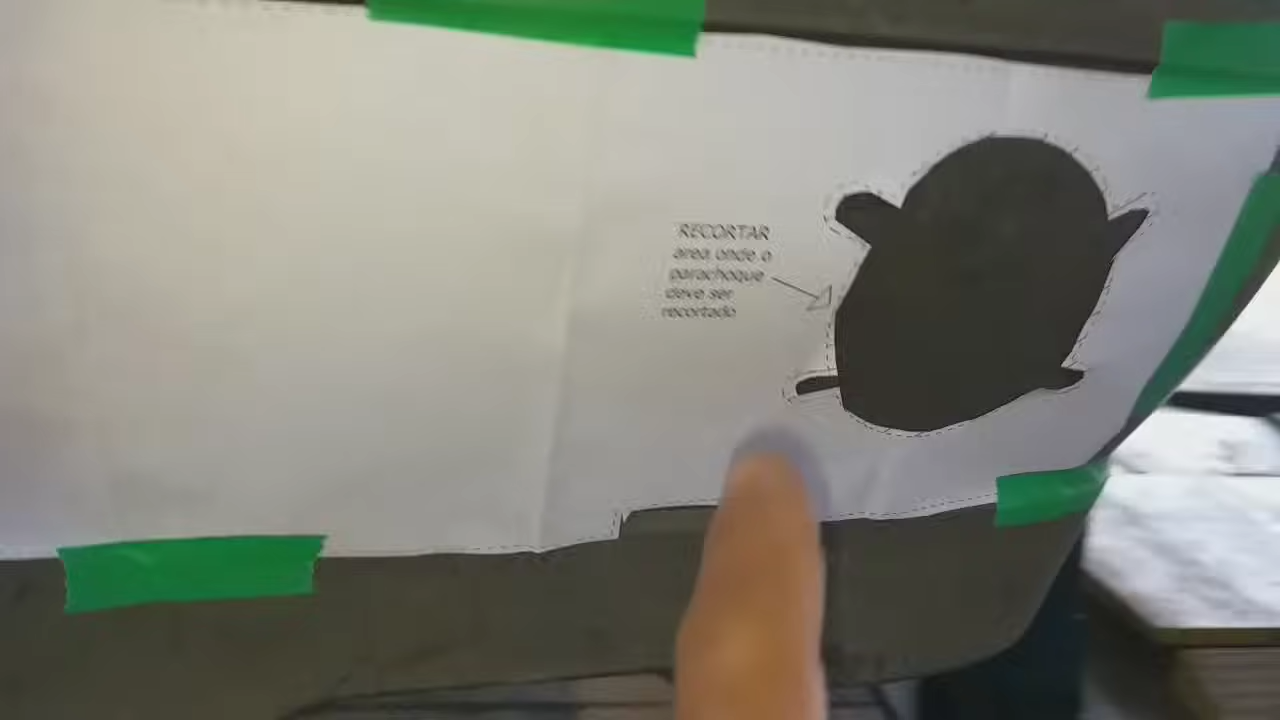 RECORTAR
area onde o
parachoque
deve ser
recortado